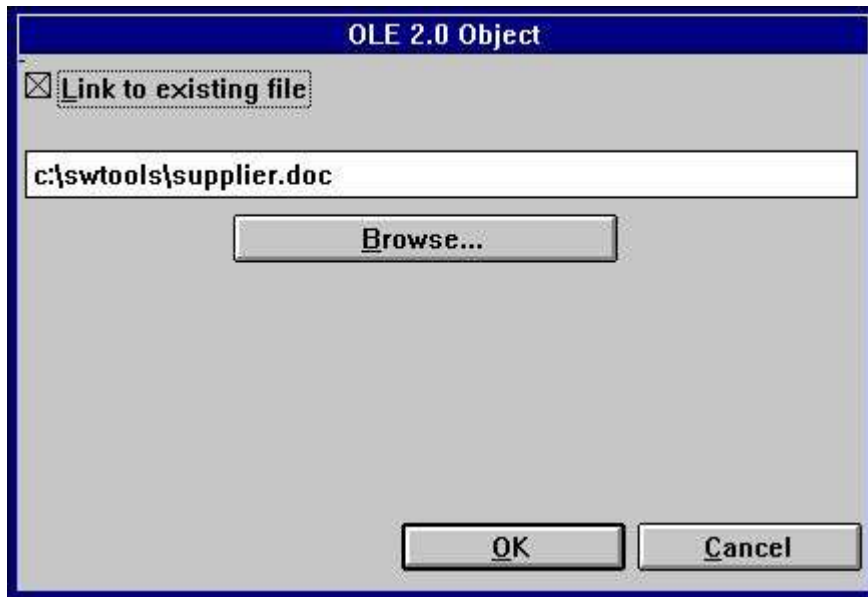 OLE 2.0 Object
Link to existing file
c:\swtools\supplier.doc
Browse...
OK Cancel